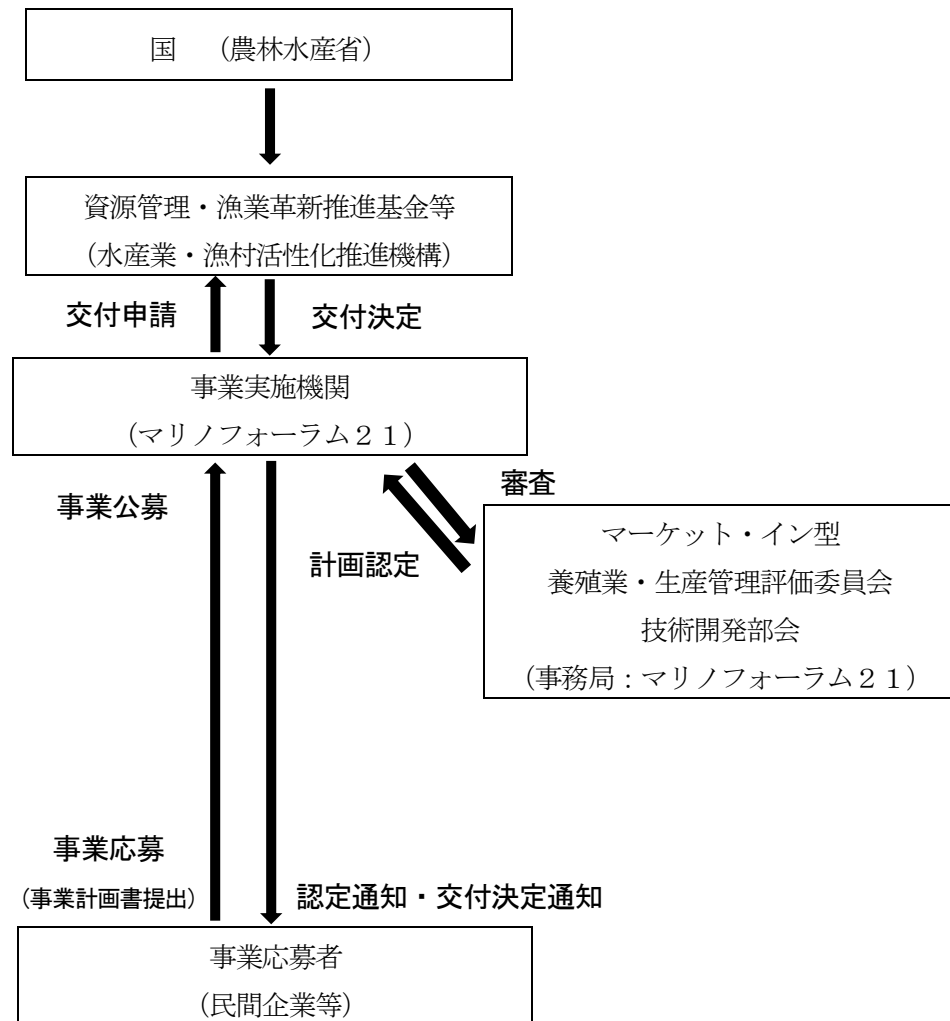 国 （農林水産省）
資源管理・漁業革新推進基金等
（水産業・漁村活性化推進機構）
交付申請
交付決定
事業実施機関
（マリノフォーラム２１）
事業公募
審査
計画認定
マーケット・イン型
養殖業・生産管理評価委員会
技術開発部会
（事務局：マリノフォーラム２１）
事業応募
（事業計画書提出）
認定通知・交付決定通知
事業応募者
（民間企業等）